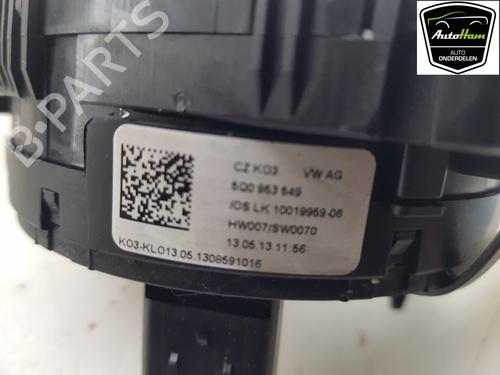 AutoHam
AUTO
ONDERDELEN
B-PARTS
CZ K03 VW AG
5Q0 953 549
/OS LK 10019959-06
HW007/SW0070
13.05.13 11:56
K03-KLO13.05.1308591016